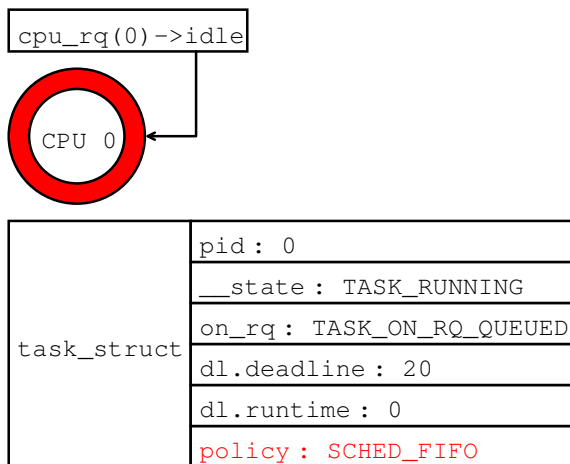 cpu_rq(0)->idle
CPU 0
task_struct
pid : 0
__state : TASK_RUNNING
on_rq : TASK_ON_RQ_QUEUED
dl.deadline : 20
dl.runtime : 0
policy : SCHED_FIFO